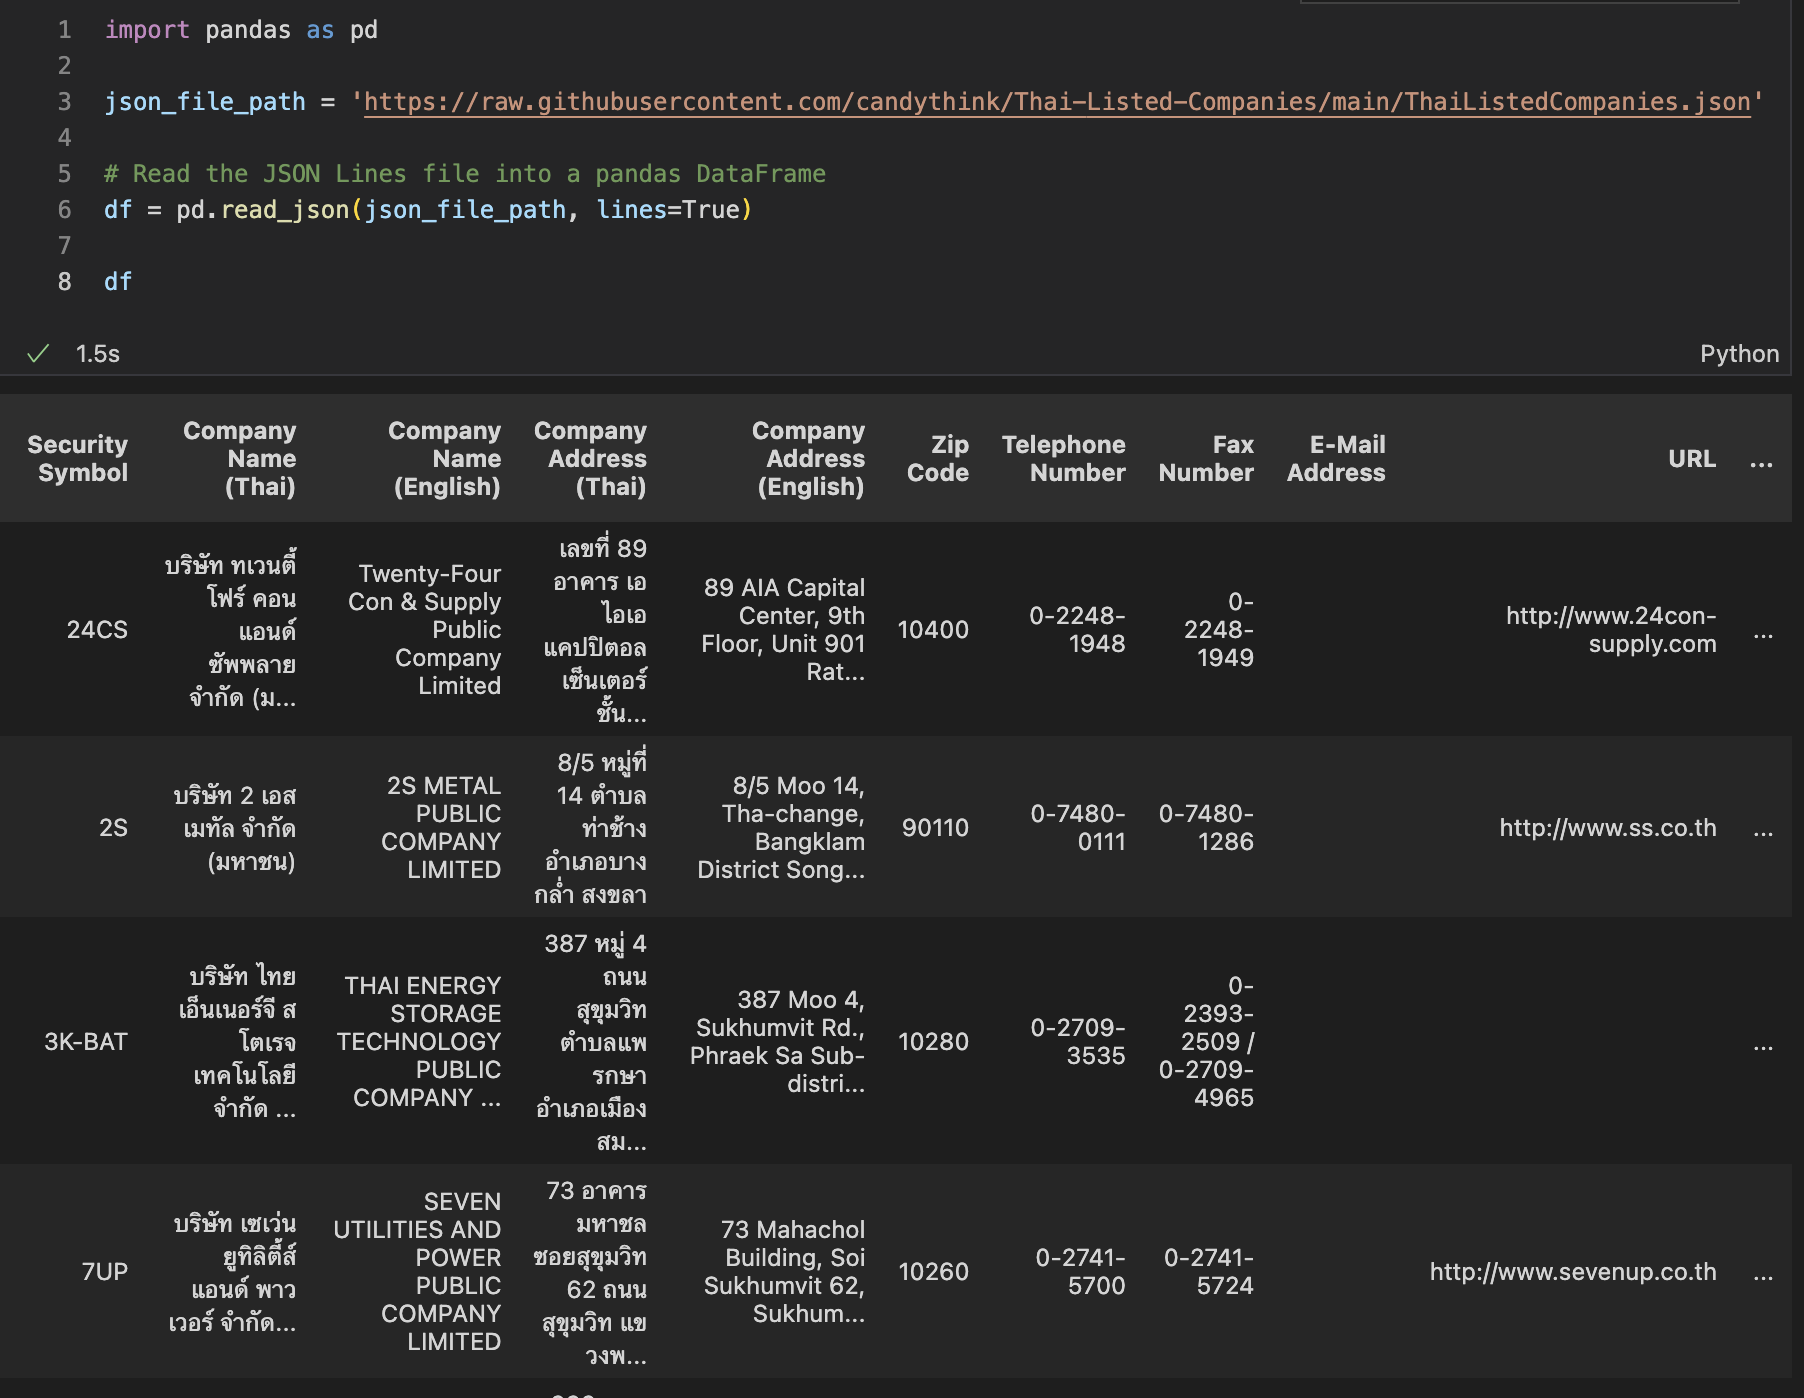 1 import pandas as pd
2
3 json_file_path = 'https://raw.githubusercontent.com/candythink/Thai-Listed-Companies/main/ThaiListedCompanies.json'
4
5 # Read the JSON Lines file into a pandas DataFrame
6 df = pd.read_json(json_file_path, lines=True)
7
8 df
1.5s
Python
Security
Symbol
Company
Name
(Thai)
Company
Name
(English)
Company
Address
(Thai)
Company
Address
(English)
Zip
Code
Telephone
Number
Fax
Number
E-Mail
Address
URL
...
24CS
บริษัท ทเวนตี้
โฟร์ คอน
แอนด์
ซัพพลาย
จำกัด (ม...
Twenty-Four
Con & Supply
Public
Company
Limited
เลขที่ 89
อาคาร เอ
ไอเอ
แคปปิตอล
เซ็นเตอร์
ชั้น...
89 AIA Capital
Center, 9th
Floor, Unit 901
Rat...
10400
0-2248-
1948
0-
2248-
1949
http://www.24con-
supply.com
...
2S
บริษัท 2 เอส
เมทัล จำกัด
(มหาชน)
2S METAL
PUBLIC
COMPANY
LIMITED
8/5 หมู่ที่
14 ตำบล
ท่าช้าง
อำเภอบาง
กล่ำ สงขลา
8/5 Moo 14,
Tha-change,
Bangklam
District Song...
90110
0-7480-
0111
0-7480-
1286
http://www.ss.co.th
...
3K-BAT
บริษัท ไทย
เอ็นเนอร์จี ส
โตเรจ
เทคโนโลยี
จำกัด ...
THAI ENERGY
STORAGE
TECHNOLOGY
PUBLIC
COMPANY ...
387 หมู่ 4
ถนน
สุขุมวิท
ตำบลแพ
รกษา
อำเภอเมือง
สม...
387 Moo 4,
Sukhumvit Rd.,
Phraek Sa Sub-
distri...
10280
0-2709-
3535
0-
2393-
2509 /
0-2709-
4965
...
7UP
บริษัท เซเว่น
ยูทิลิตี้ส์
แอนด์ พาว
เวอร์ จำกัด...
SEVEN
UTILITIES AND
POWER
PUBLIC
COMPANY
LIMITED
73 อาคาร
มหาชล
ซอยสุขุมวิท
62 ถนน
สุขุมวิท แข
วงพ...
73 Mahachol
Building, Soi
Sukhumvit 62,
Sukhum...
10260
0-2741-
5700
0-2741-
5724
http://www.sevenup.co.th
...